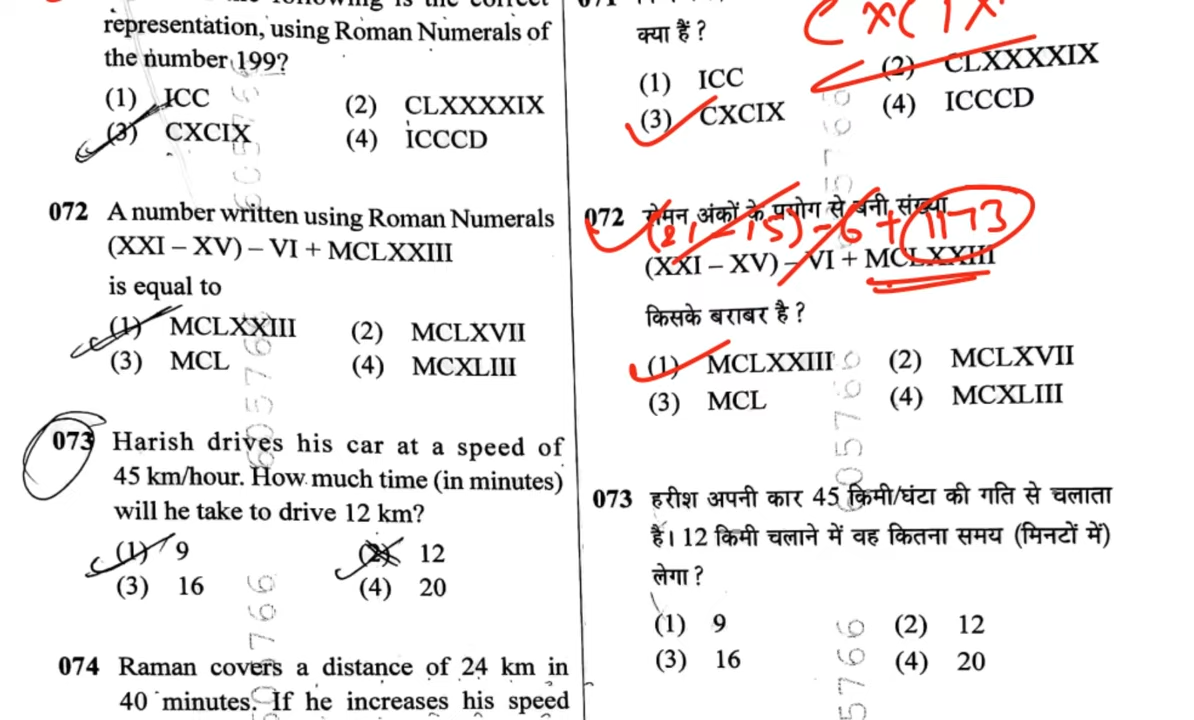 representation, using Roman Numerals of
the number 199?
(1) ICC (2) CLXXXXIX
(3) CXCIX (4) ICCCD
072 A number written using Roman Numerals
(XXI – XV) – VI + MCLXXIII
is equal to
(1) MCLXXIII (2) MCLXVII
(3) MCL (4) MCXLIII
073 Harish drives his car at a speed of
45 km/hour. How much time (in minutes)
will he take to drive 12 km?
(1) 9 (2) 12
(3) 16 (4) 20
074 Raman covers a distance of 24 km in
40 minutes. If he increases his speed
071
क्या हैं ?
CXCIX
(1) ICC (2) CLXXXXIX
(3) CXCIX (4) ICCCD
072 रोमन अंकों के प्रयोग से बनी संख्या
(21 – 15) – 6 + 1173
(XXI – XV) – VI + MCLXXIII
किसके बराबर है ?
(1) MCLXXIII (2) MCLXVII
(3) MCL (4) MCXLIII
073 हरीश अपनी कार 45 किमी/घंटा की गति से चलाता
है। 12 किमी चलाने में वह कितना समय (मिनटों में)
लेगा ?
(1) 9 (2) 12
(3) 16 (4) 20